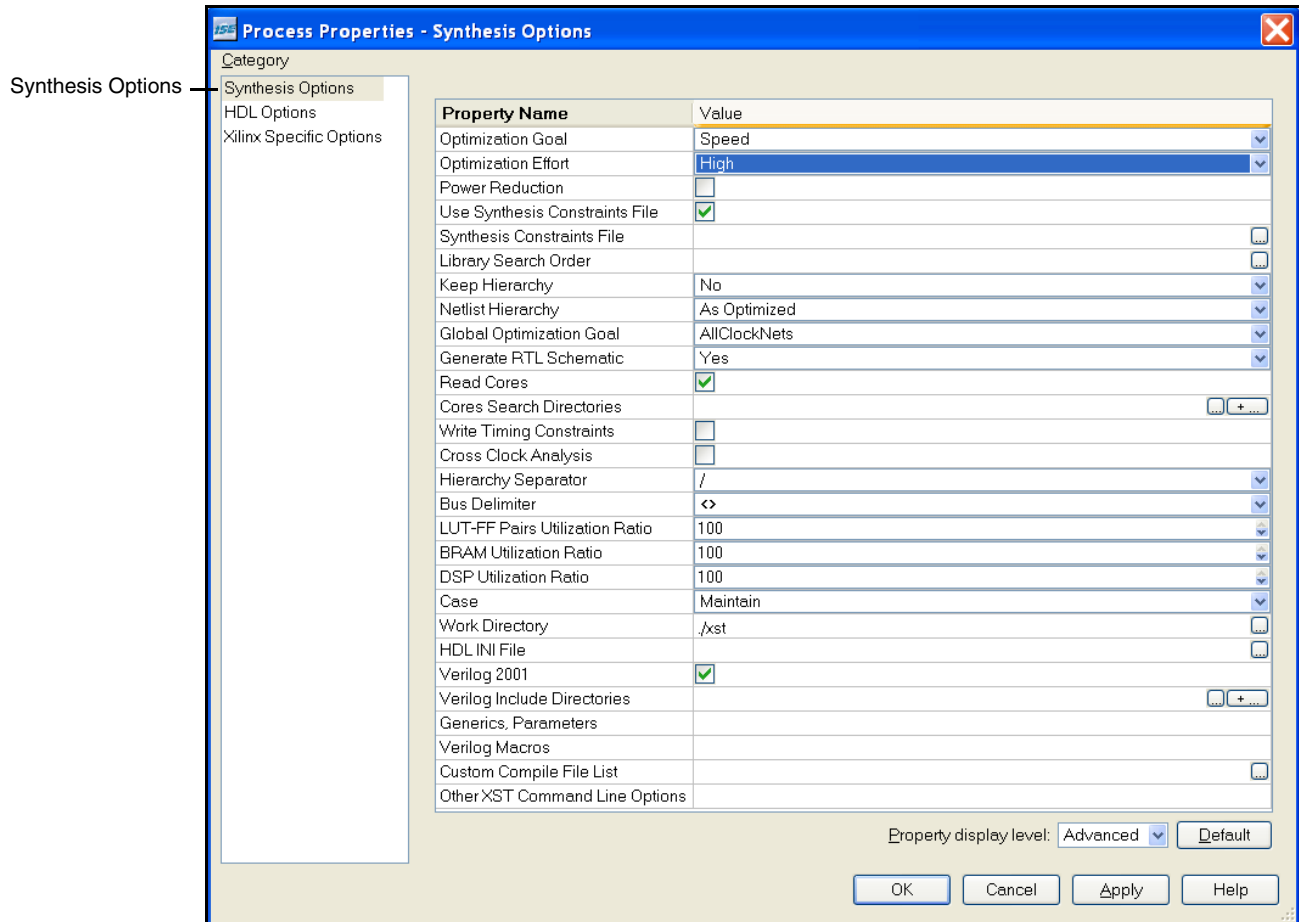 ISE Process Properties - Synthesis Options
Category
Synthesis Options
Synthesis Options
HDL Options
Xilinx Specific Options
Property Name Value
Optimization Goal Speed
Optimization Effort High
Power Reduction
Use Synthesis Constraints File
Synthesis Constraints File ...
Library Search Order ...
Keep Hierarchy No
Netlist Hierarchy As Optimized
Global Optimization Goal AllClockNets
Generate RTL Schematic Yes
Read Cores
Cores Search Directories ... + ...
Write Timing Constraints
Cross Clock Analysis
Hierarchy Separator /
Bus Delimiter <>
LUT-FF Pairs Utilization Ratio 100
BRAM Utilization Ratio 100
DSP Utilization Ratio 100
Case Maintain
Work Directory ./xst ...
HDL INI File ...
Verilog 2001
Verilog Include Directories ... + ...
Generics, Parameters
Verilog Macros
Custom Compile File List ...
Other XST Command Line Options
Property display level: Advanced Default
OK Cancel Apply Help